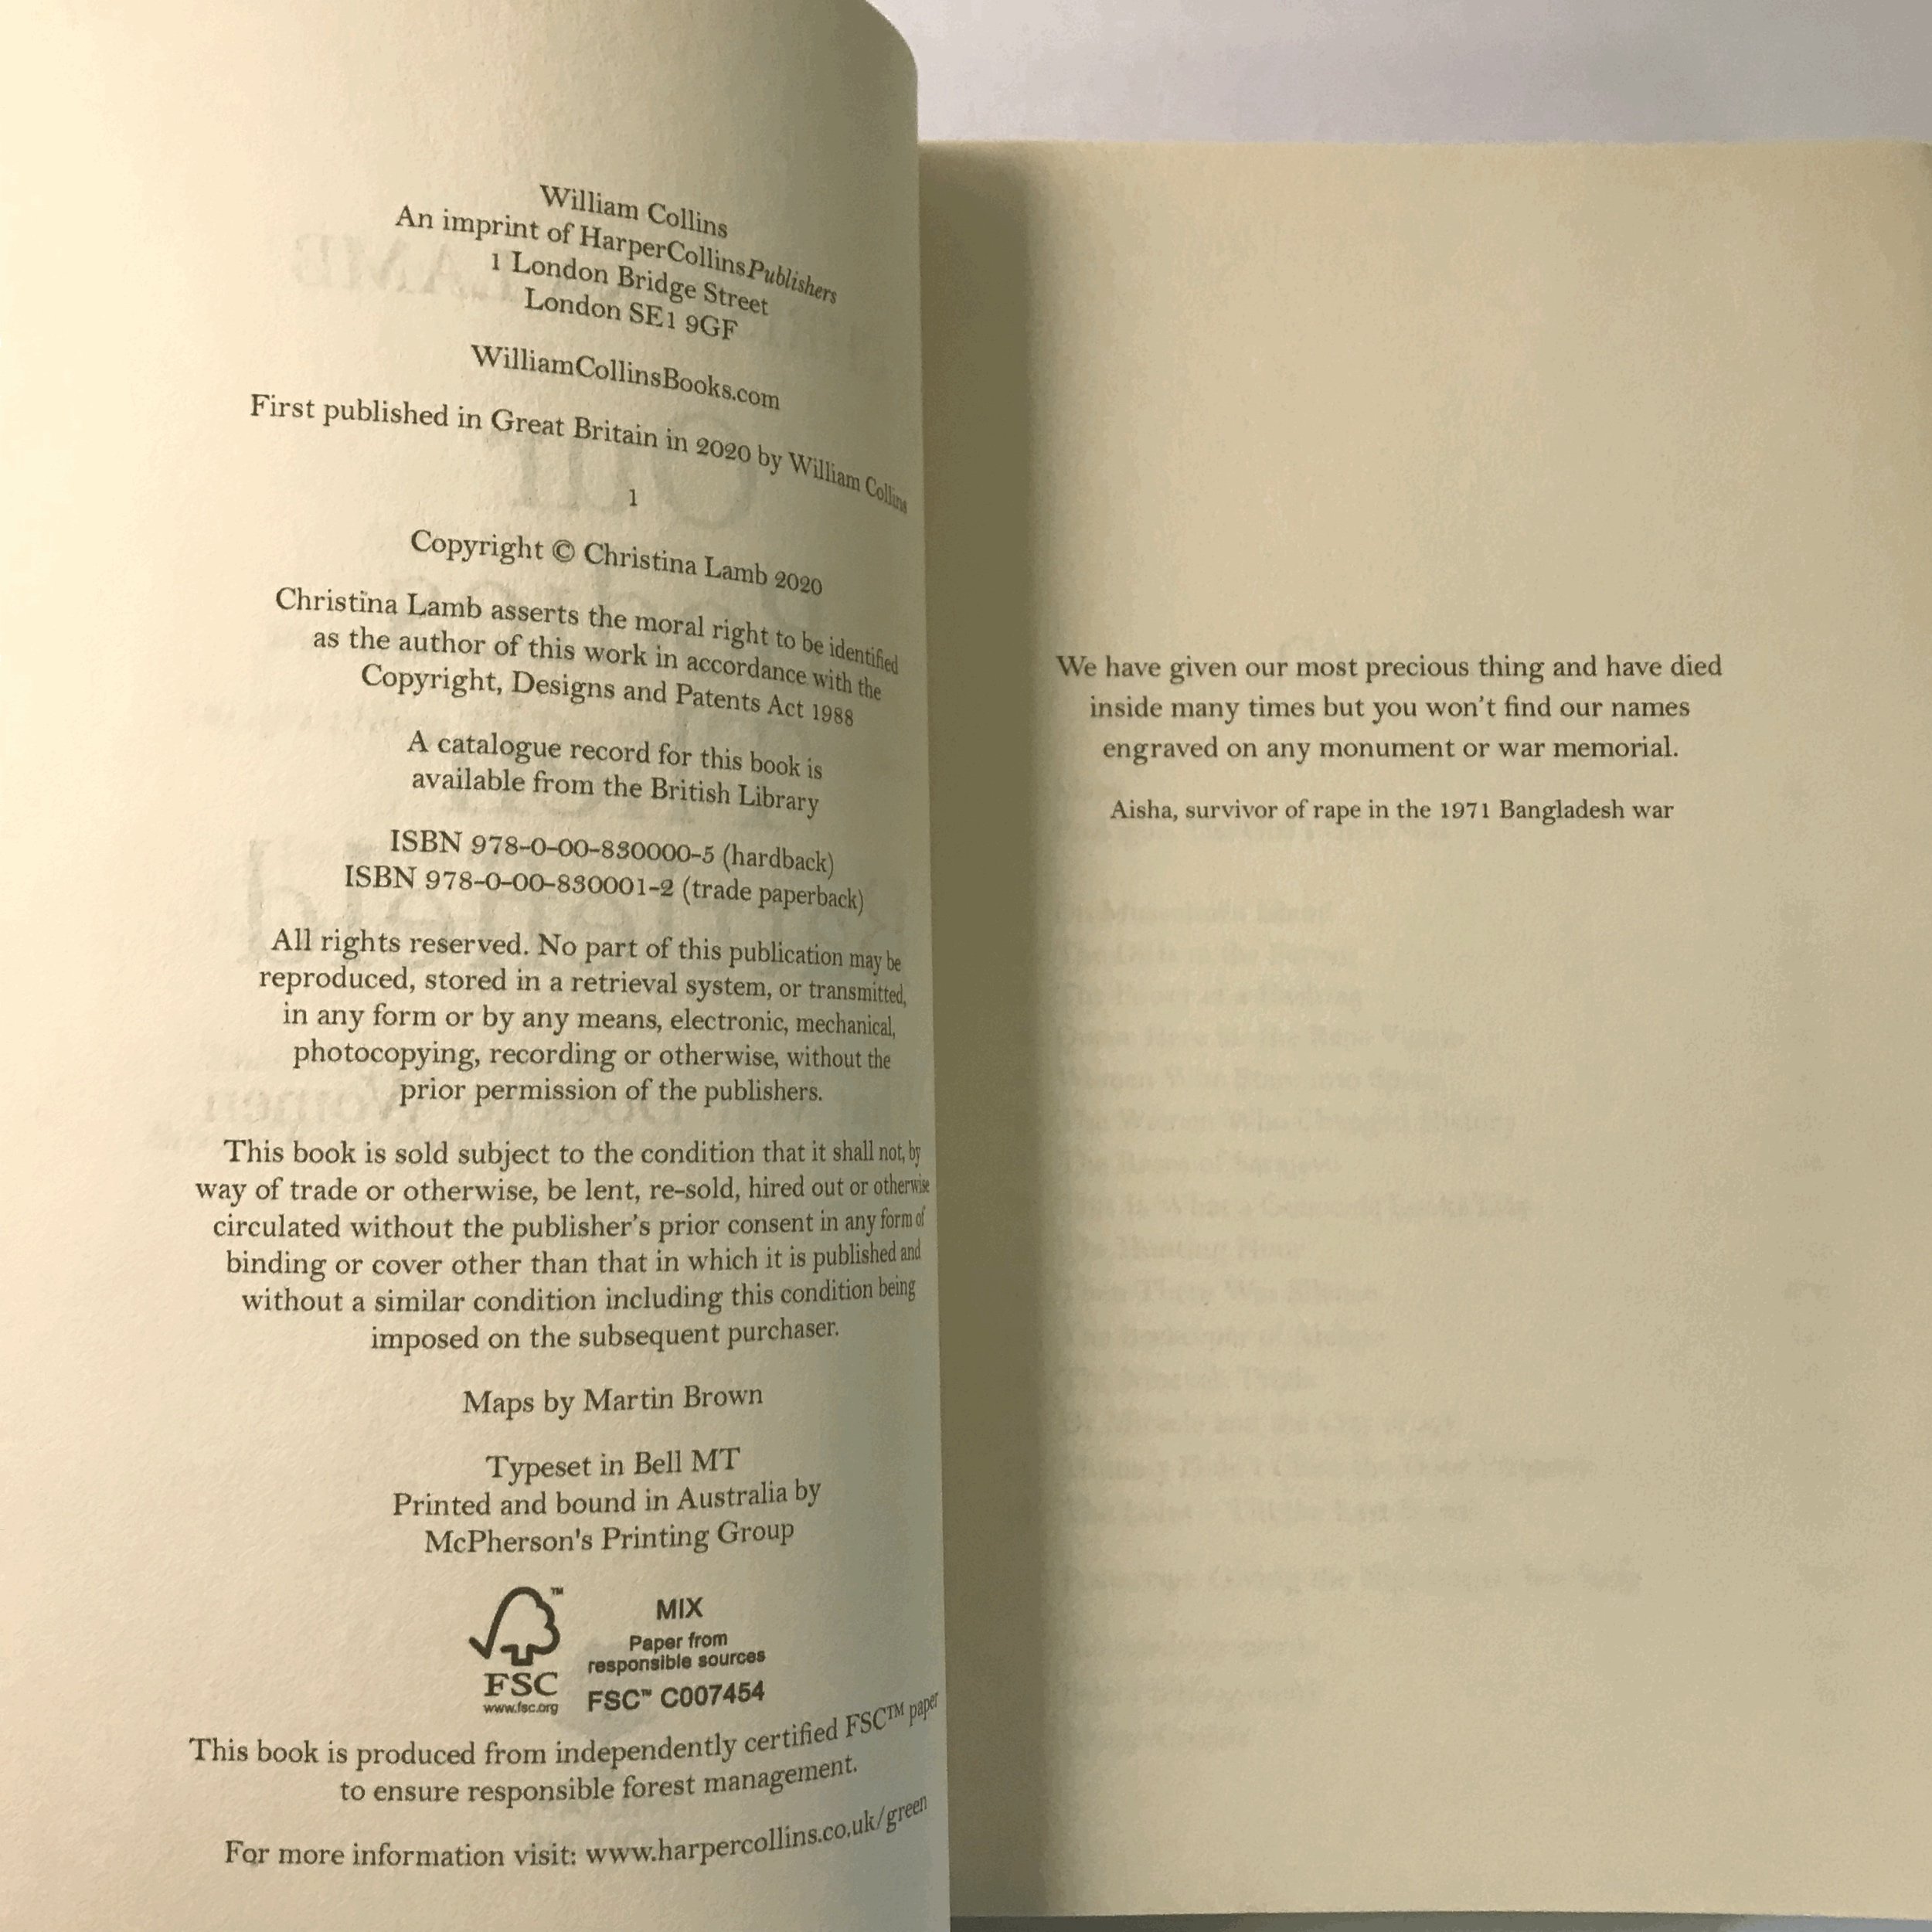 William Collins
An imprint of HarperCollinsPublishers
1 London Bridge Street
London SE1 9GF
WilliamCollinsBooks.com
First published in Great Britain in 2020 by William Collins
1
Copyright © Christina Lamb 2020
Christina Lamb asserts the moral right to be identified
as the author of this work in accordance with the
Copyright, Designs and Patents Act 1988
A catalogue record for this book is
available from the British Library
ISBN 978-0-00-830000-5 (hardback)
ISBN 978-0-00-830001-2 (trade paperback)
All rights reserved. No part of this publication may be
reproduced, stored in a retrieval system, or transmitted,
in any form or by any means, electronic, mechanical,
photocopying, recording or otherwise, without the
prior permission of the publishers.
This book is sold subject to the condition that it shall not, by
way of trade or otherwise, be lent, re-sold, hired out or otherwise
circulated without the publisher's prior consent in any form of
binding or cover other than that in which it is published and
without a similar condition including this condition being
imposed on the subsequent purchaser.
Maps by Martin Brown
Typeset in Bell MT
Printed and bound in Australia by
McPherson's Printing Group
FSC
www.fsc.org
MIX
Paper from
responsible sources
FSC™ C007454
This book is produced from independently certified FSC™ paper
to ensure responsible forest management.
For more information visit: www.harpercollins.co.uk/green
We have given our most precious thing and have died
inside many times but you won't find our names
engraved on any monument or war memorial.
Aisha, survivor of rape in the 1971 Bangladesh war